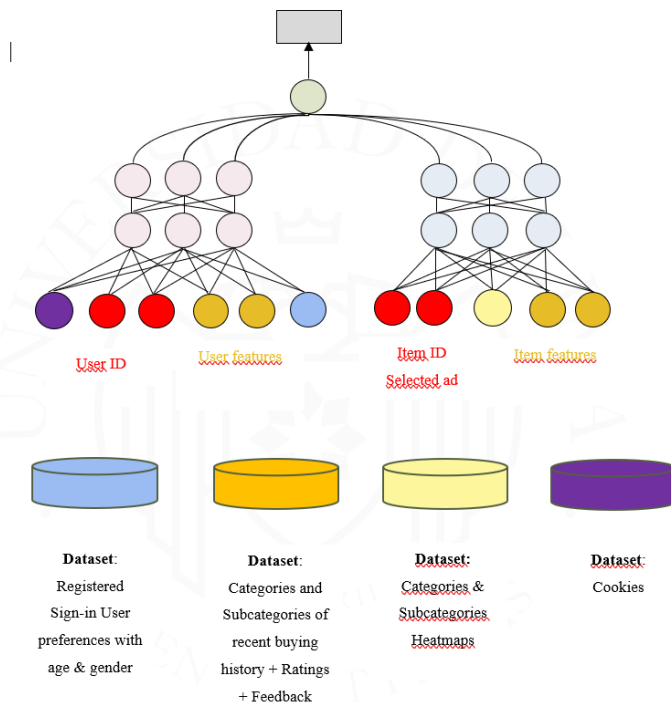 User ID
User features
Item ID
Selected ad
Item features
Dataset:
Registered
Sign-in User
preferences with
age & gender
Dataset:
Categories and
Subcategories of
recent buying
history + Ratings
+ Feedback
Dataset:
Categories &
Subcategories
Heatmaps
Dataset:
Cookies